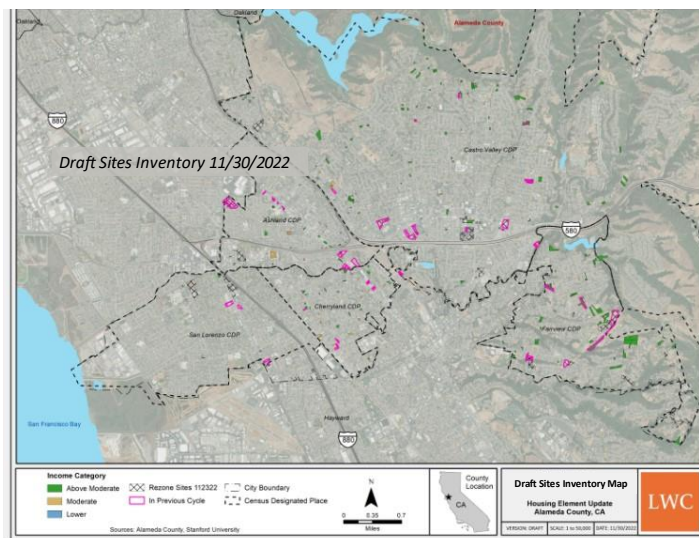 Oakland
Oakland
Alameda County
880
Draft Sites Inventory 11/30/2022
Castro Valley CDP
Ashland CDP
580
Cherryland CDP
San Lorenzo CDP
Fairview CDP
San Francisco Bay
Hayward
880
Income Category
Above Moderate
Moderate
Lower
Rezone Sites 112322
In Previous Cycle
City Boundary
Census Designated Place
Sources: Alameda County, Stanford University
N
0 0.35 0.7
Miles
County
Location
CA
Draft Sites Inventory Map
Housing Element Update
Alameda County, CA
VERSION: DRAFT SCALE: 1 to 50,000 DATE: 11/30/2022
LWC